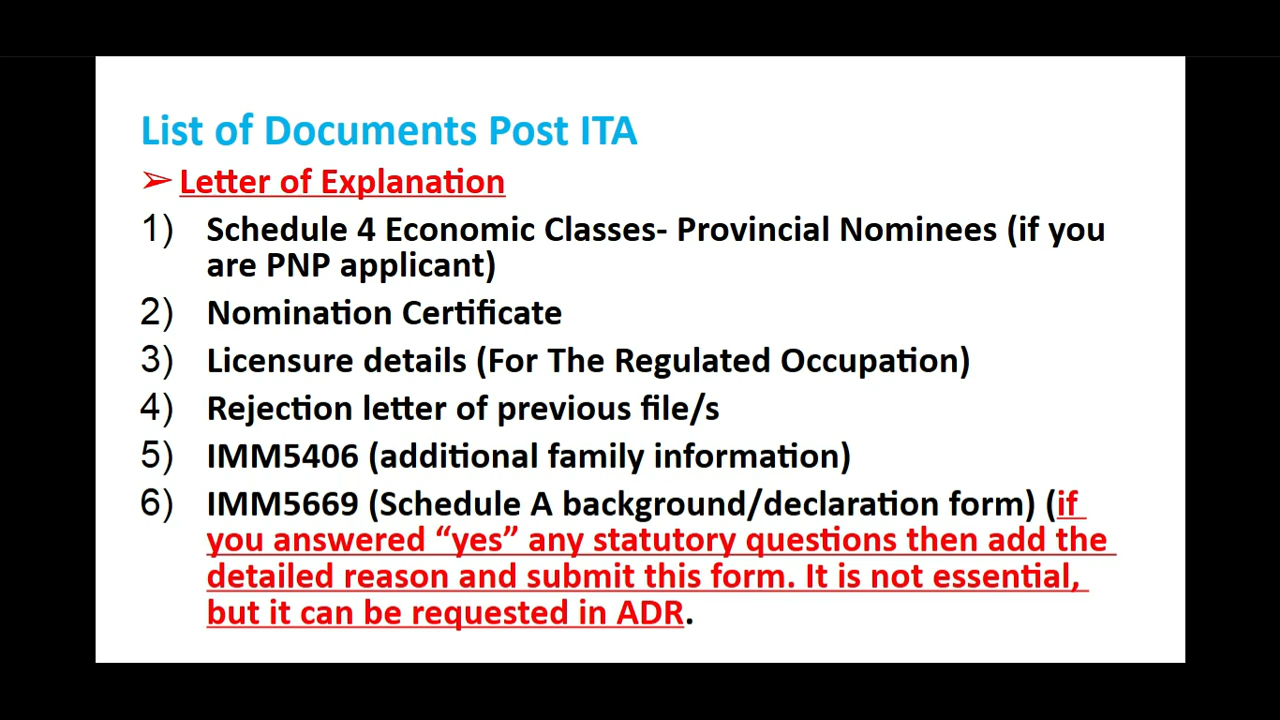 List of Documents Post ITA
➢ Letter of Explanation
1) Schedule 4 Economic Classes- Provincial Nominees (if you
are PNP applicant)
2) Nomination Certificate
3) Licensure details (For The Regulated Occupation)
4) Rejection letter of previous file/s
5) IMM5406 (additional family information)
6) IMM5669 (Schedule A background/declaration form) (if
you answered “yes” any statutory questions then add the
detailed reason and submit this form. It is not essential,
but it can be requested in ADR.